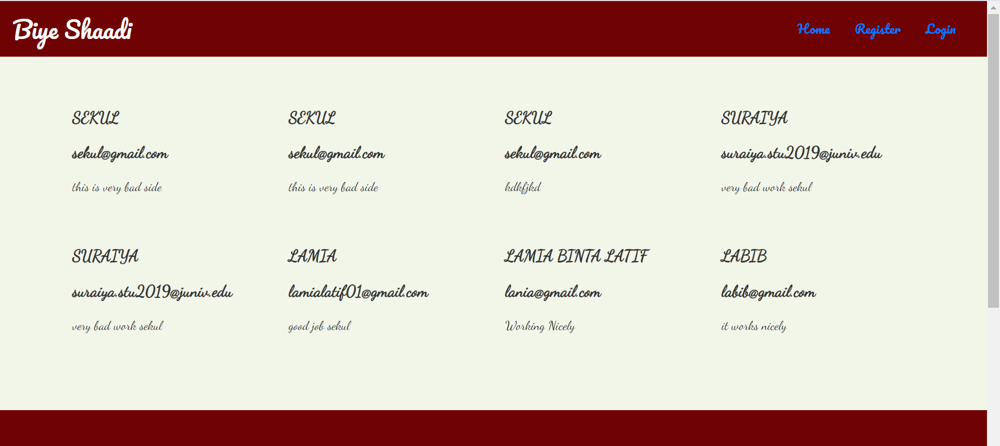 Biye Shaadi
Home Register Login
SEKUL
sekul@gmail.com
this is very bad side
SEKUL
sekul@gmail.com
this is very bad side
SEKUL
sekul@gmail.com
kdkfjkd
SURAIYA
suraiya.stu2019@juniv.edu
very bad work sekul
SURAIYA
suraiya.stu2019@juniv.edu
very bad work sekul
LAMIA
lamialatif01@gmail.com
good job sekul
LAMIA BINTA LATIF
lania@gmail.com
Working Nicely
LABIB
labib@gmail.com
it works nicely